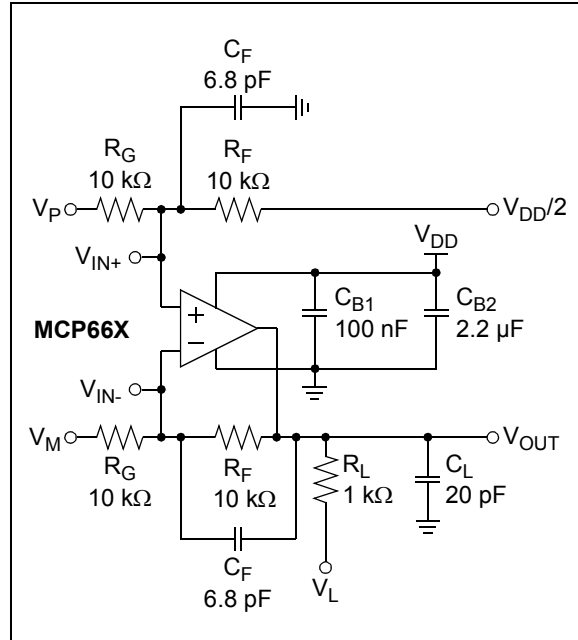 C_F
6.8 pF
R_G
10 kΩ
R_F
10 kΩ
V_P
V_DD/2
V_IN+
V_DD
MCP66X
+
−
C_B1
100 nF
C_B2
2.2 µF
V_IN-
V_M
V_OUT
R_G
10 kΩ
R_F
10 kΩ
R_L
1 kΩ
C_L
20 pF
C_F
6.8 pF
V_L